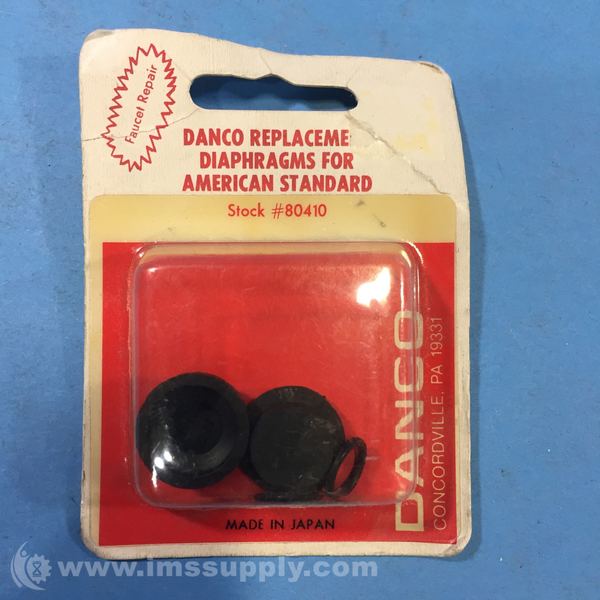 Faucet Repair
DANCO REPLACEME
DIAPHRAGMS FOR
AMERICAN STANDARD
Stock #80410
DANCO
CONCORDVILLE, PA 19331
MADE IN JAPAN
www.imssupply.com